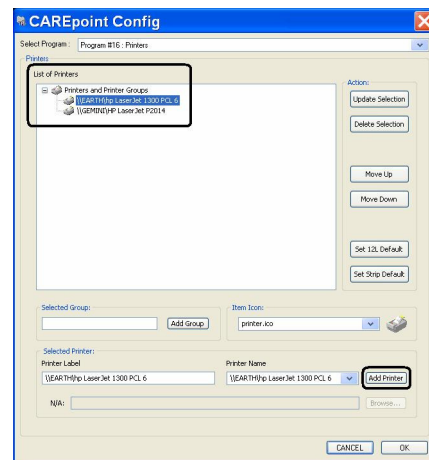 CAREpoint Config
Select Program : Program #16 : Printers
Printers
List of Printers
Printers and Printer Groups
\\EARTH\hp LaserJet 1300 PCL 6
\\GEMINI\HP LaserJet P2014
Action:
Update Selection
Delete Selection
Move Up
Move Down
Set 12L Default
Set Strip Default
Selected Group:
Add Group
Item Icon:
printer.ico
Selected Printer:
Printer Label
Printer Name
\\EARTH\hp LaserJet 1300 PCL 6
\\EARTH\hp LaserJet 1300 PCL 6
Add Printer
N/A:
Browse...
CANCEL
OK